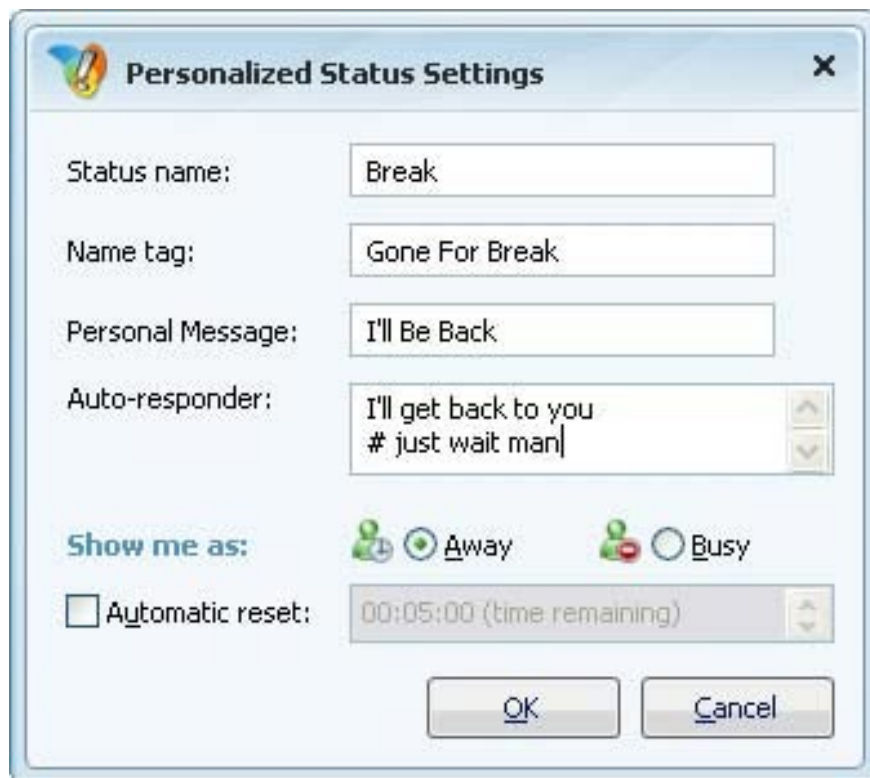 Personalized Status Settings
Status name: Break
Name tag: Gone For Break
Personal Message: I'll Be Back
Auto-responder: I'll get back to you
# just wait man
Show me as: Away Busy
Automatic reset: 00:05:00 (time remaining)
OK Cancel